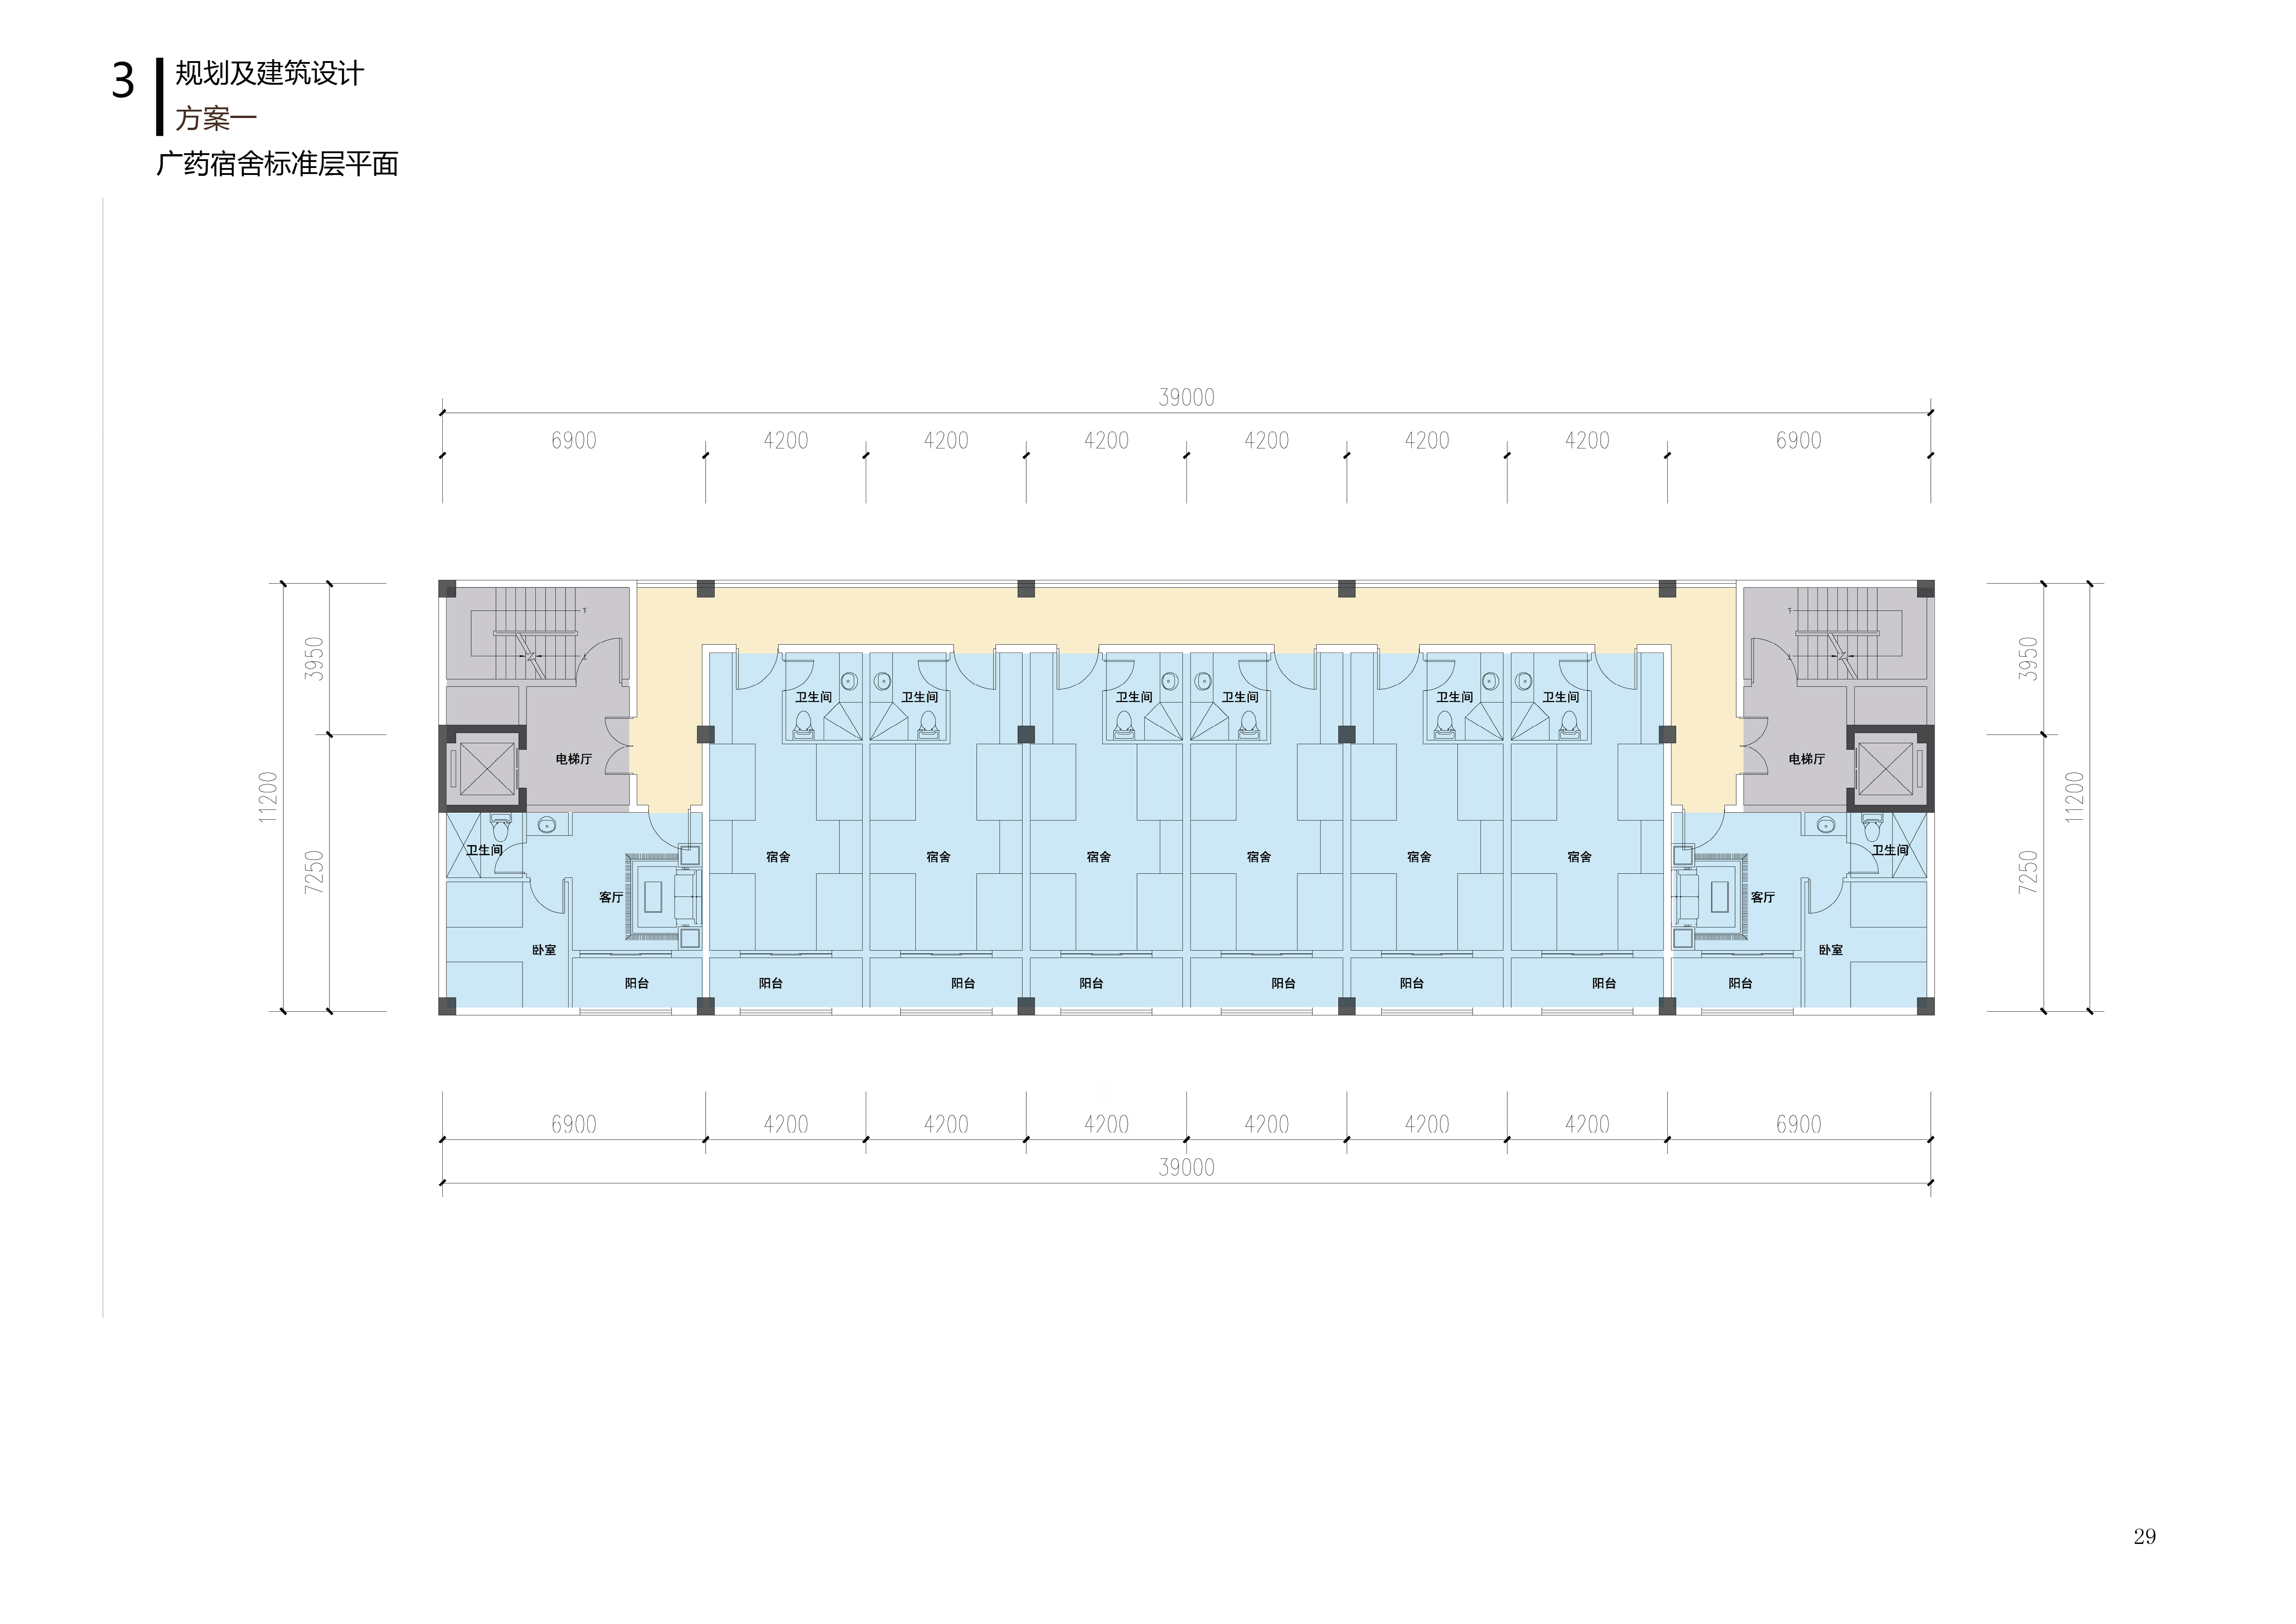 3
规划及建筑设计
方案一
广药宿舍标准层平面
39000
6900 4200 4200 4200 4200 4200 4200 6900
下 下
上 上
3950 3950
卫生间 卫生间 卫生间 卫生间 卫生间 卫生间
电梯厅 电梯厅
11200 11200
卫生间 卫生间
宿舍 宿舍 宿舍 宿舍 宿舍 宿舍
7250 7250
客厅 客厅
卧室 卧室
阳台 阳台 阳台 阳台 阳台 阳台 阳台 阳台
6900 4200 4200 4200 4200 4200 4200 6900
39000
29